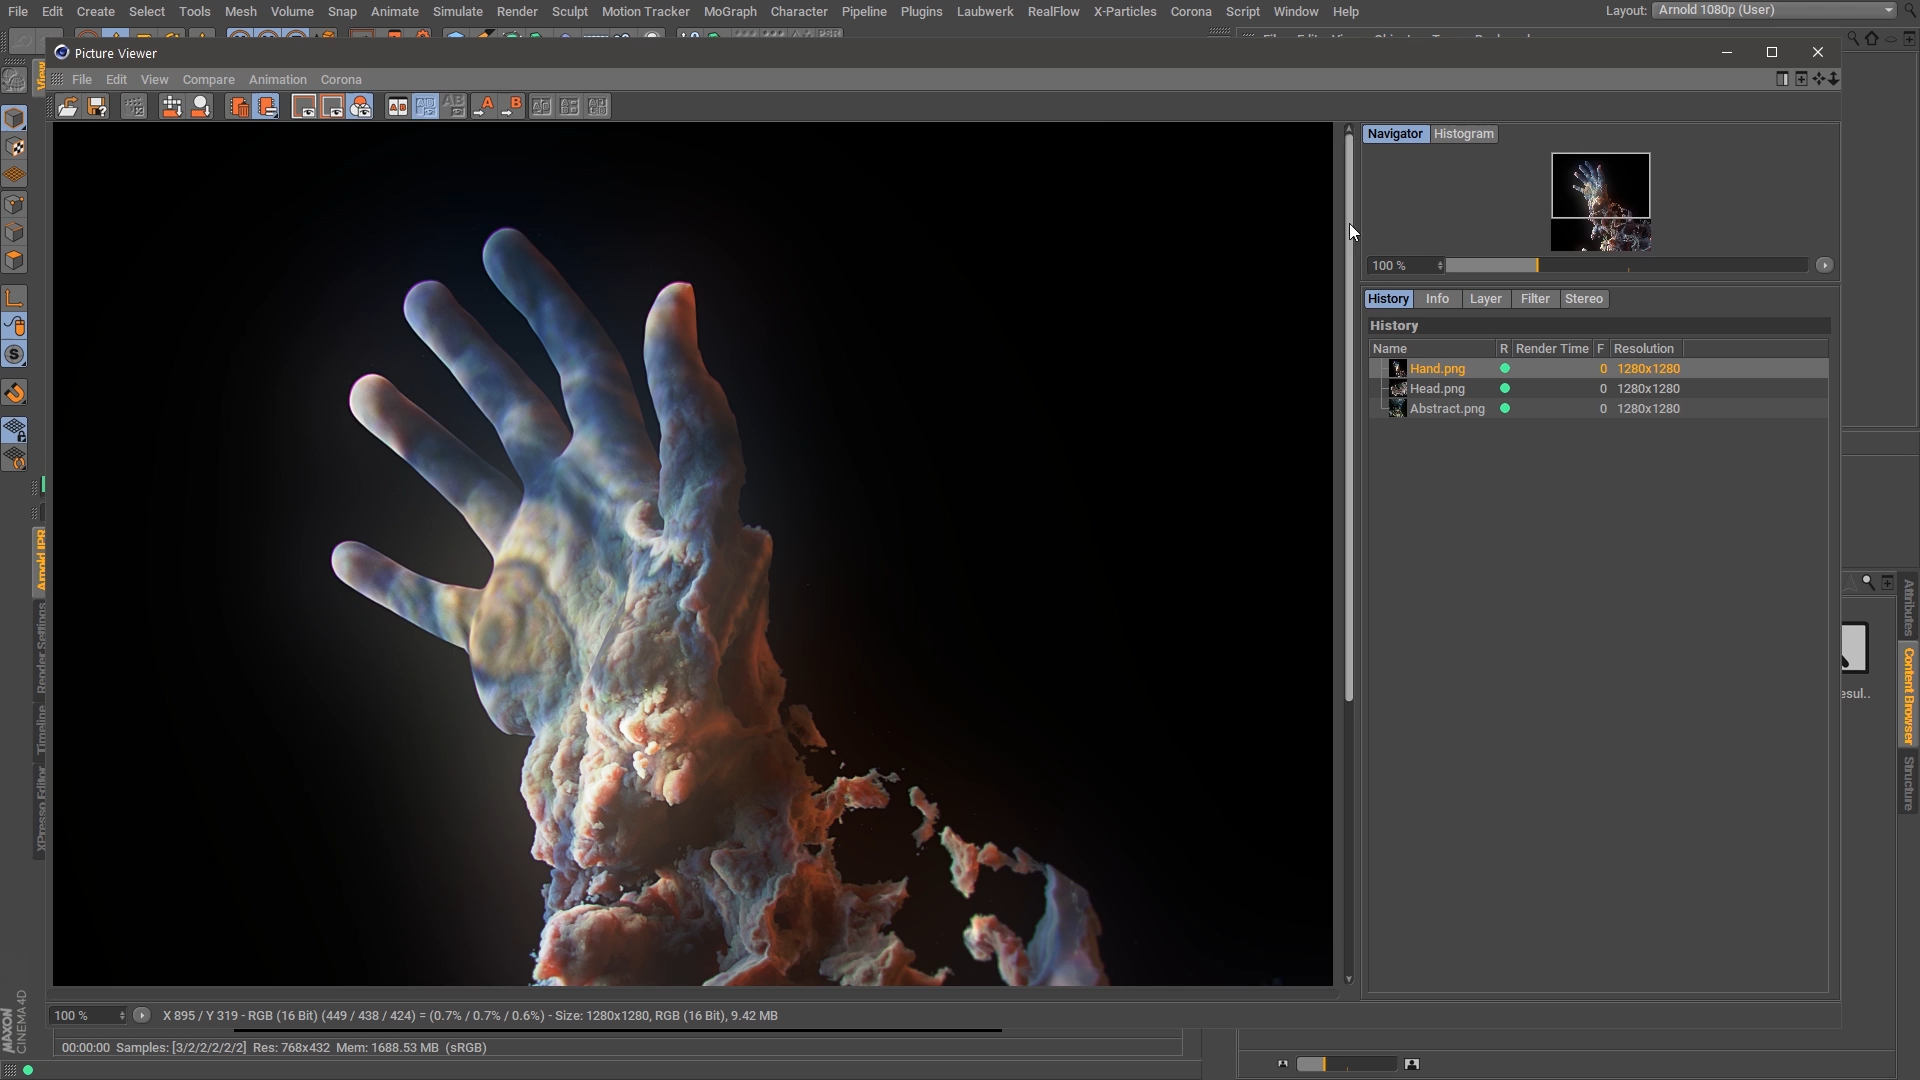 File Edit Create Select Tools Mesh Volume Snap Animate Simulate Render Sculpt Motion Tracker MoGraph Character Pipeline Plugins Laubwerk RealFlow X-Particles Corona Script Window Help Layout: Arnold 1080p (User)
Picture Viewer
File Edit View Compare Animation Corona
View
PSR
Navigator Histogram
100 %
History Info Layer Filter Stereo
History
Name R Render Time F Resolution
Hand.png 0 1280x1280
Head.png 0 1280x1280
Abstract.png 0 1280x1280
Arnold IPR
Render Settings
Timeline
XPresso Editor
Attributes
Content Browser
Structure
esul..
100 % X 895 / Y 319 - RGB (16 Bit) (449 / 438 / 424) = (0.7% / 0.7% / 0.6%) - Size: 1280x1280, RGB (16 Bit), 9.42 MB
00:00:00 Samples: [3/2/2/2/2/2] Res: 768x432 Mem: 1688.53 MB (sRGB)
MAXON
CINEMA 4D